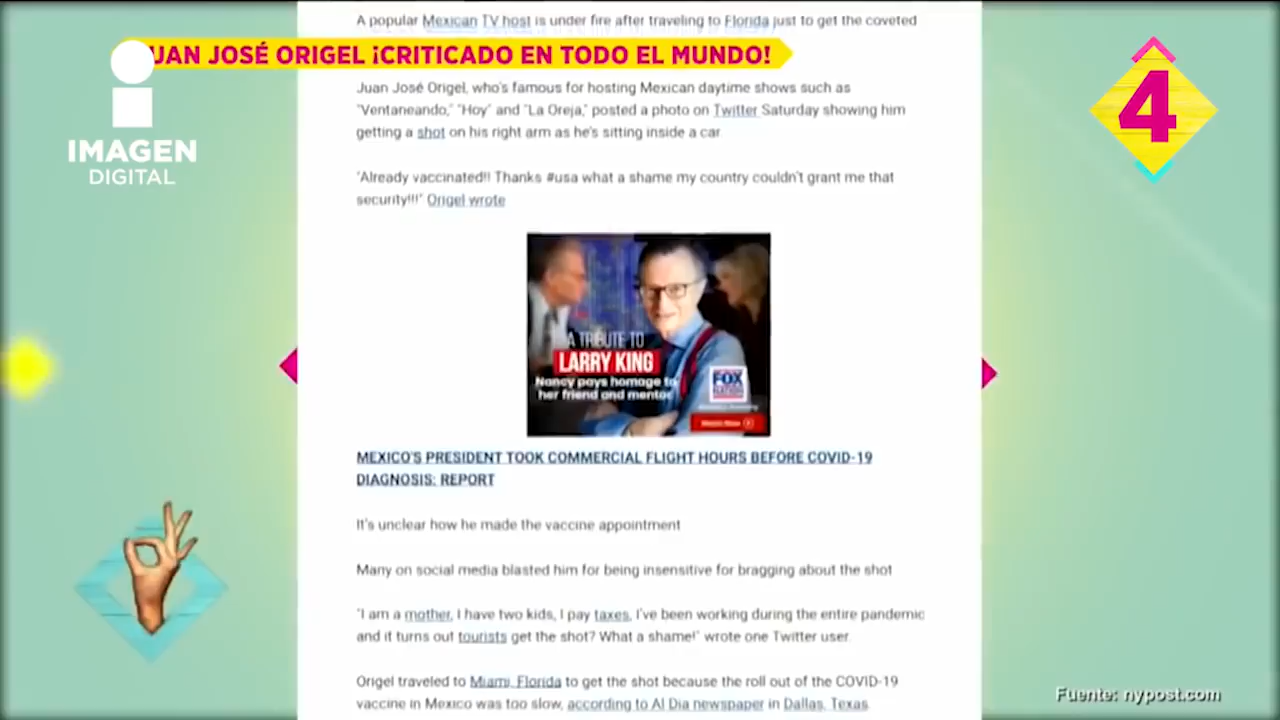 A popular Mexican TV host is under fire after traveling to Florida just to get the coveted
UAN JOSÉ ORIGEL ¡CRITICADO EN TODO EL MUNDO!
4
IMAGEN
DIGITAL
Juan José Origel, who's famous for hosting Mexican daytime shows such as
"Ventaneando," "Hoy" and "La Oreja," posted a photo on Twitter Saturday showing him
getting a shot on his right arm as he's sitting inside a car
"Already vaccinated!! Thanks #usa what a shame my country couldn't grant me that
security!!!" Origel wrote
A TRIBUTE TO
LARRY KING
Nancy pays homage to
her friend and mentor
FOX
NATION
MEXICO'S PRESIDENT TOOK COMMERCIAL FLIGHT HOURS BEFORE COVID-19
DIAGNOSIS: REPORT
It's unclear how he made the vaccine appointment
Many on social media blasted him for being insensitive for bragging about the shot
"I am a mother, I have two kids, I pay taxes, I've been working during the entire pandemic
and it turns out tourists get the shot? What a shame!" wrote one Twitter user.
Origel traveled to Miami, Florida to get the shot because the roll out of the COVID-19
vaccine in Mexico was too slow, according to Al Dia newspaper in Dallas, Texas.
Fuente: nypost.com